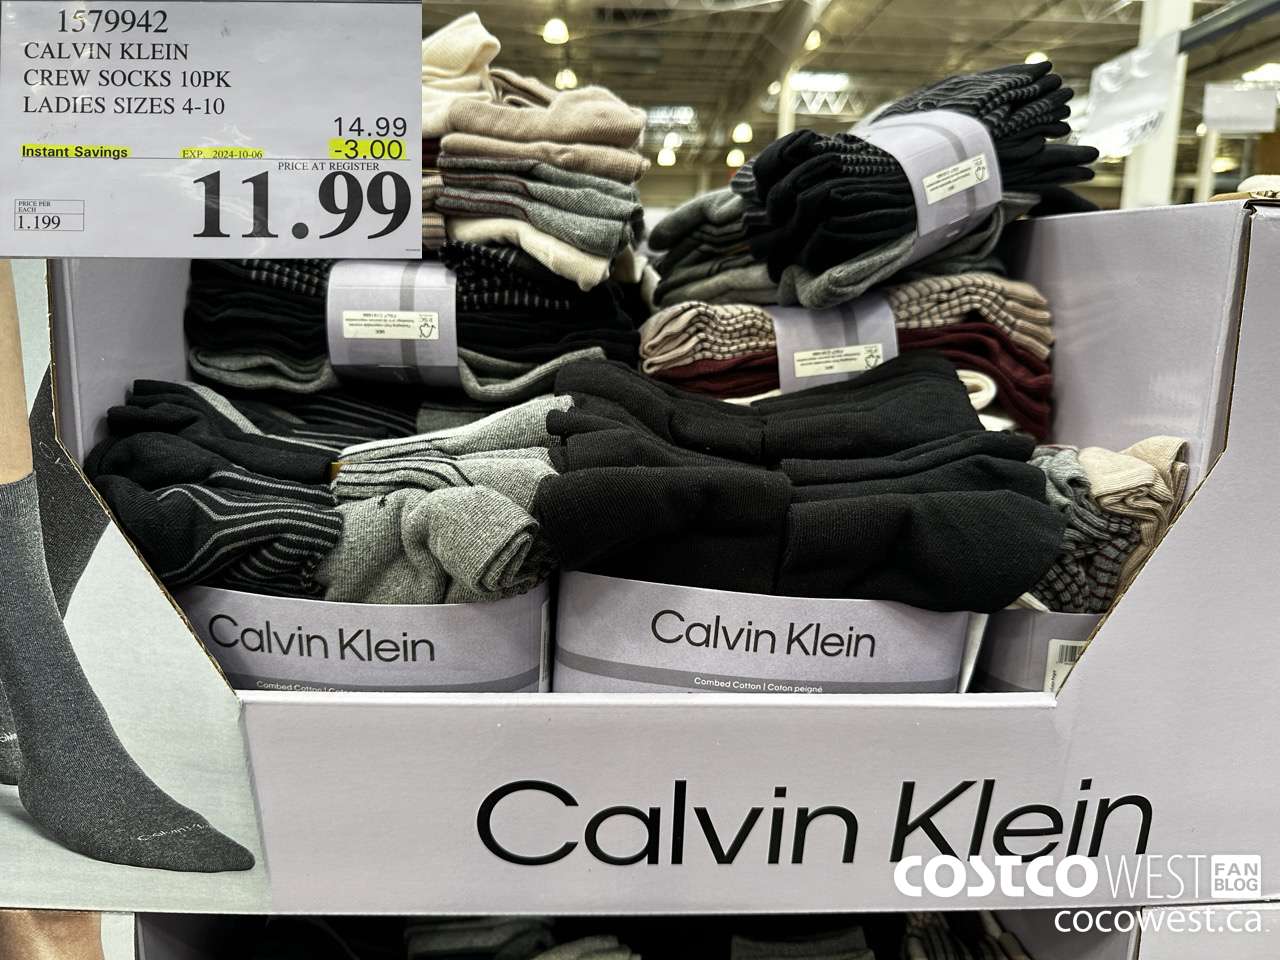 1579942
CALVIN KLEIN
CREW SOCKS 10PK
LADIES SIZES 4-10
14.99
Instant Savings EXP. 2024-10-06 -3.00
PRICE AT REGISTER
11.99
PRICE PER
EACH
1.199
Calvin Klein
Combed Cotton | Coton
Calvin Klein
Combed Cotton | Coton peigné
Calvin Klein
COSTCO WEST FAN BLOG
cocowest.ca